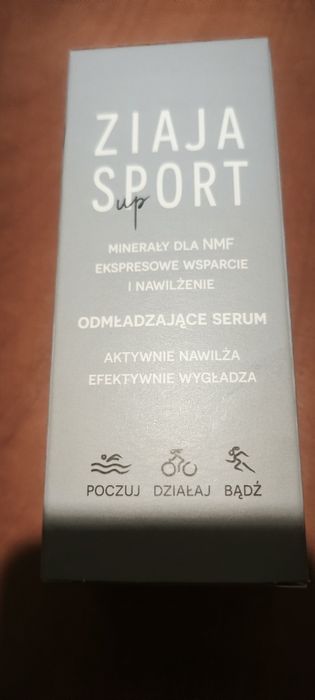 ZIAJA
SPORT
up
MINERAŁY DLA NMF
EKSPRESOWE WSPARCIE
I NAWILŻENIE
ODMŁADZAJĄCE SERUM
AKTYWNIE NAWILŻA
EFEKTYWNIE WYGŁADZA
POCZUJ DZIAŁAJ BĄDŹ